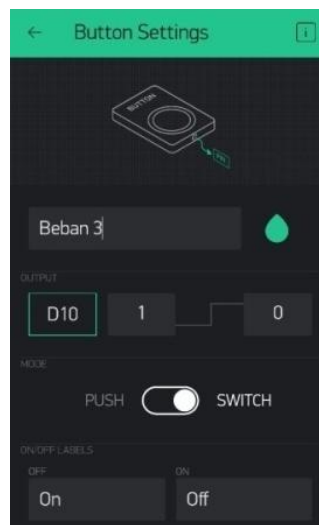 ← Button Settings i
BUTTON
PIN
Beban 3
OUTPUT
D10 1 0
MODE
PUSH SWITCH
ON/OFF LABELS
OFF ON
On Off